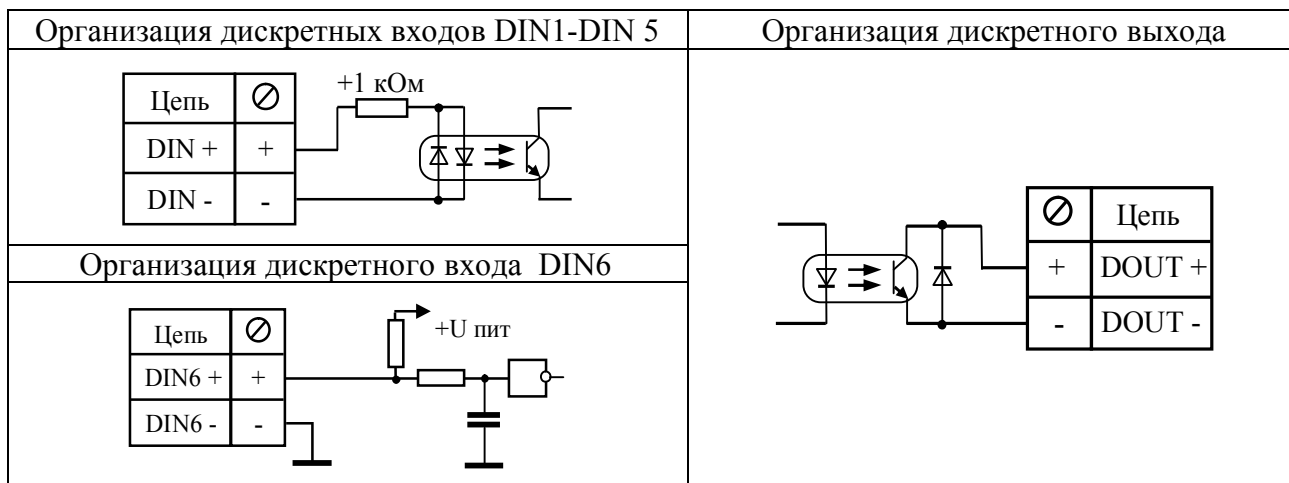 Организация дискретных входов DIN1-DIN 5
Цепь
DIN + +
DIN - -
+1 кОм
Организация дискретного входа DIN6
Цепь
DIN6 + +
DIN6 - -
+U пит
Организация дискретного выхода
Цепь
+ DOUT +
- DOUT -